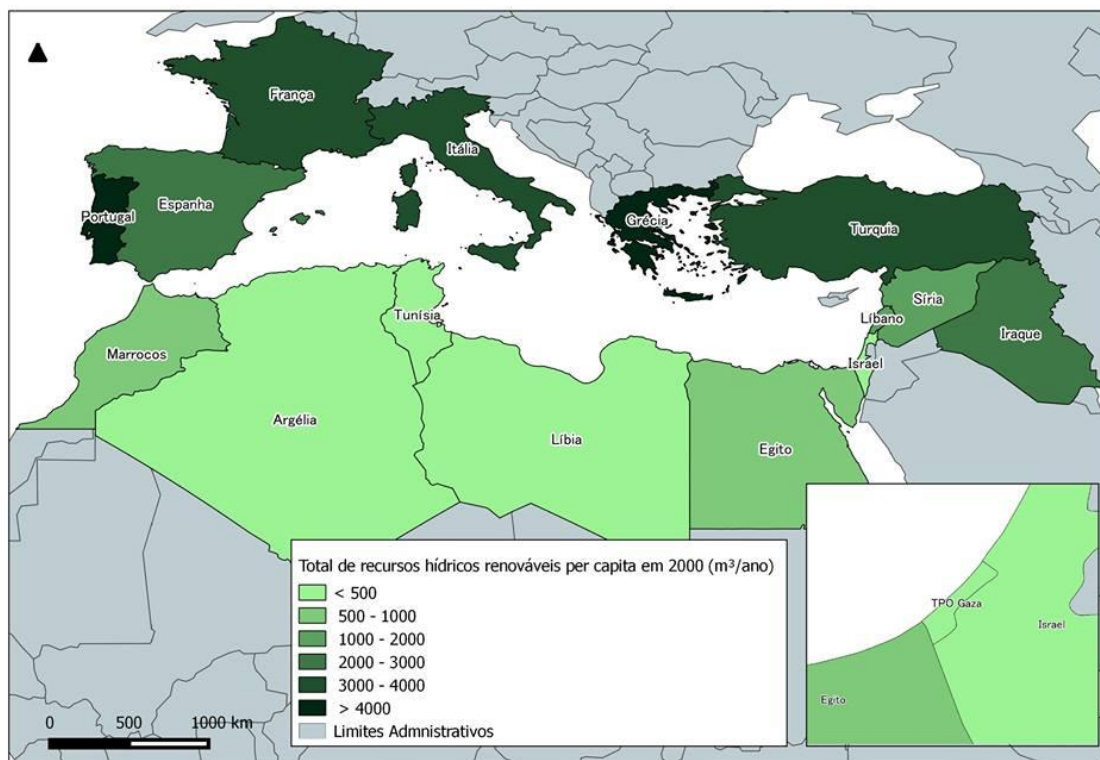 França
Itália
Portugal
Espanha
Grécia
Turquia
Tunísia
Síria
Líbano
Iraque
Marrocos
Israel
Argélia
Líbia
Egito
Total de recursos hídricos renováveis per capita em 2000 (m³/ano)
< 500
500 - 1000
1000 - 2000
2000 - 3000
3000 - 4000
> 4000
Limites Admnistrativos
0 500 1000 km
TPO Gaza
Israel
Egito